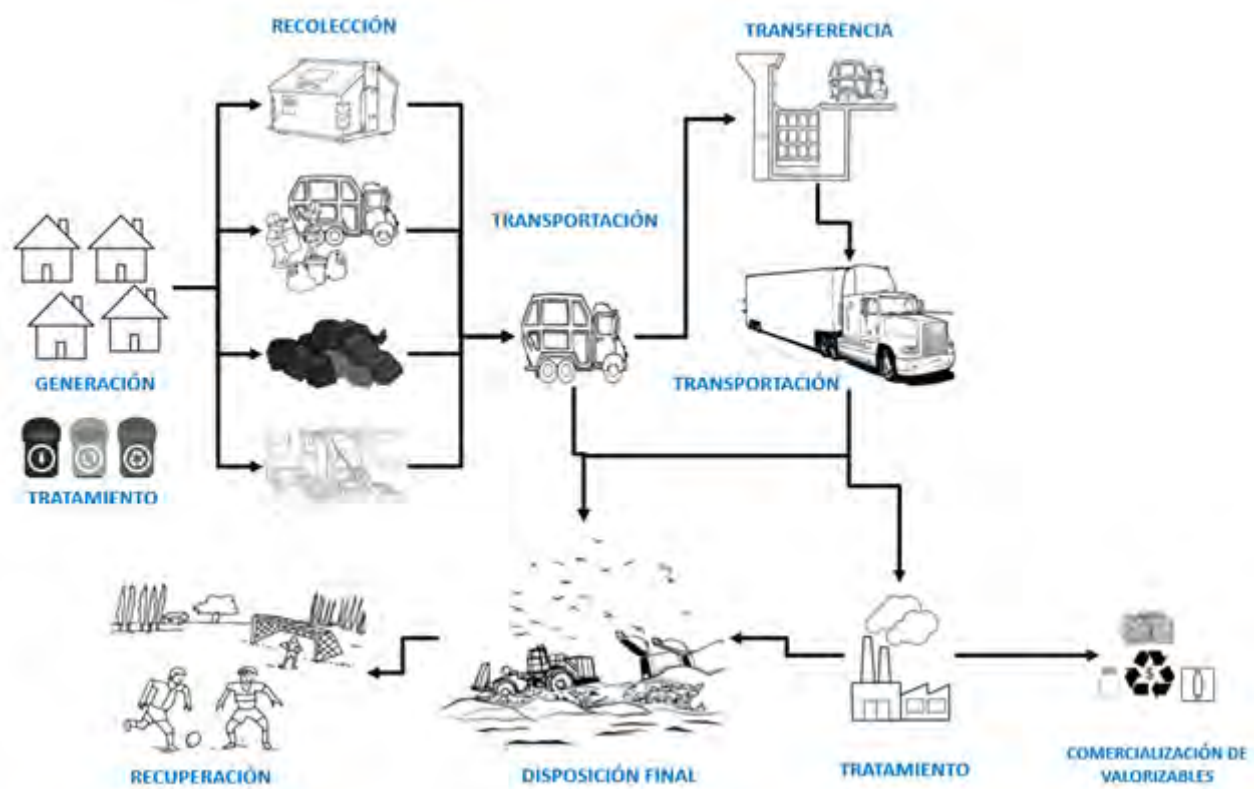 RECOLECCIÓN
TRANSFERENCIA
TRANSPORTACIÓN
GENERACIÓN
TRANSPORTACIÓN
TRATAMIENTO
RECUPERACIÓN
DISPOSICIÓN FINAL
TRATAMIENTO
COMERCIALIZACIÓN DE
VALORIZABLES